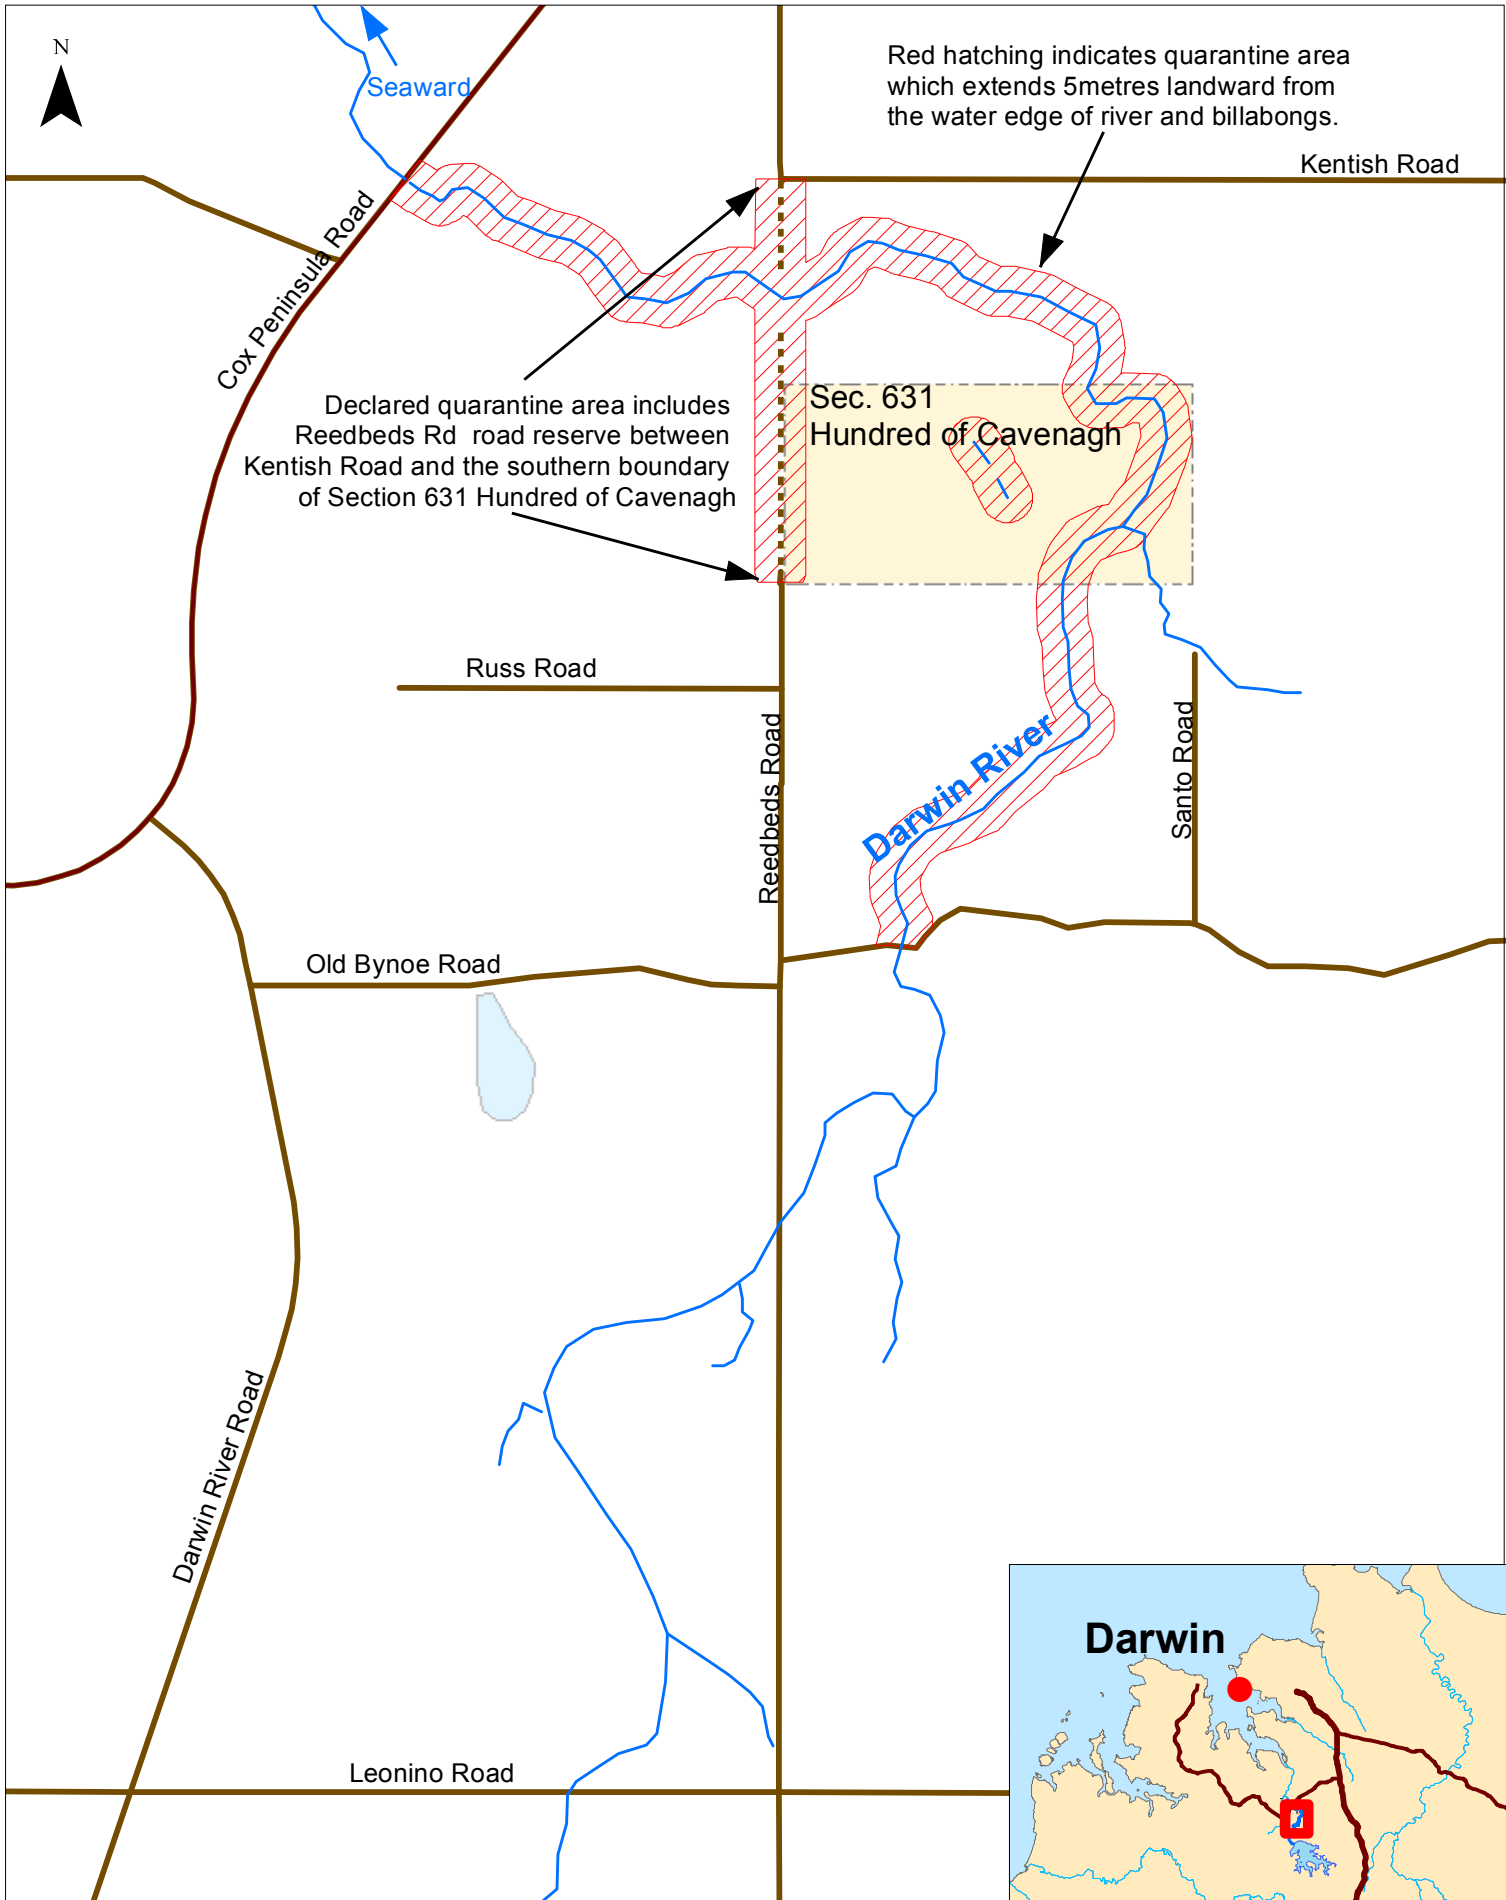 N
Seaward
Red hatching indicates quarantine area
which extends 5metres landward from
the water edge of river and billabongs.
Kentish Road
Cox Peninsula Road
Declared quarantine area includes
Reedbeds Rd road reserve between
Kentish Road and the southern boundary
of Section 631 Hundred of Cavenagh
Sec. 631
Hundred of Cavenagh
Russ Road
Reedbeds Road
Darwin River
Santo Road
Old Bynoe Road
Darwin River Road
Leonino Road
Darwin